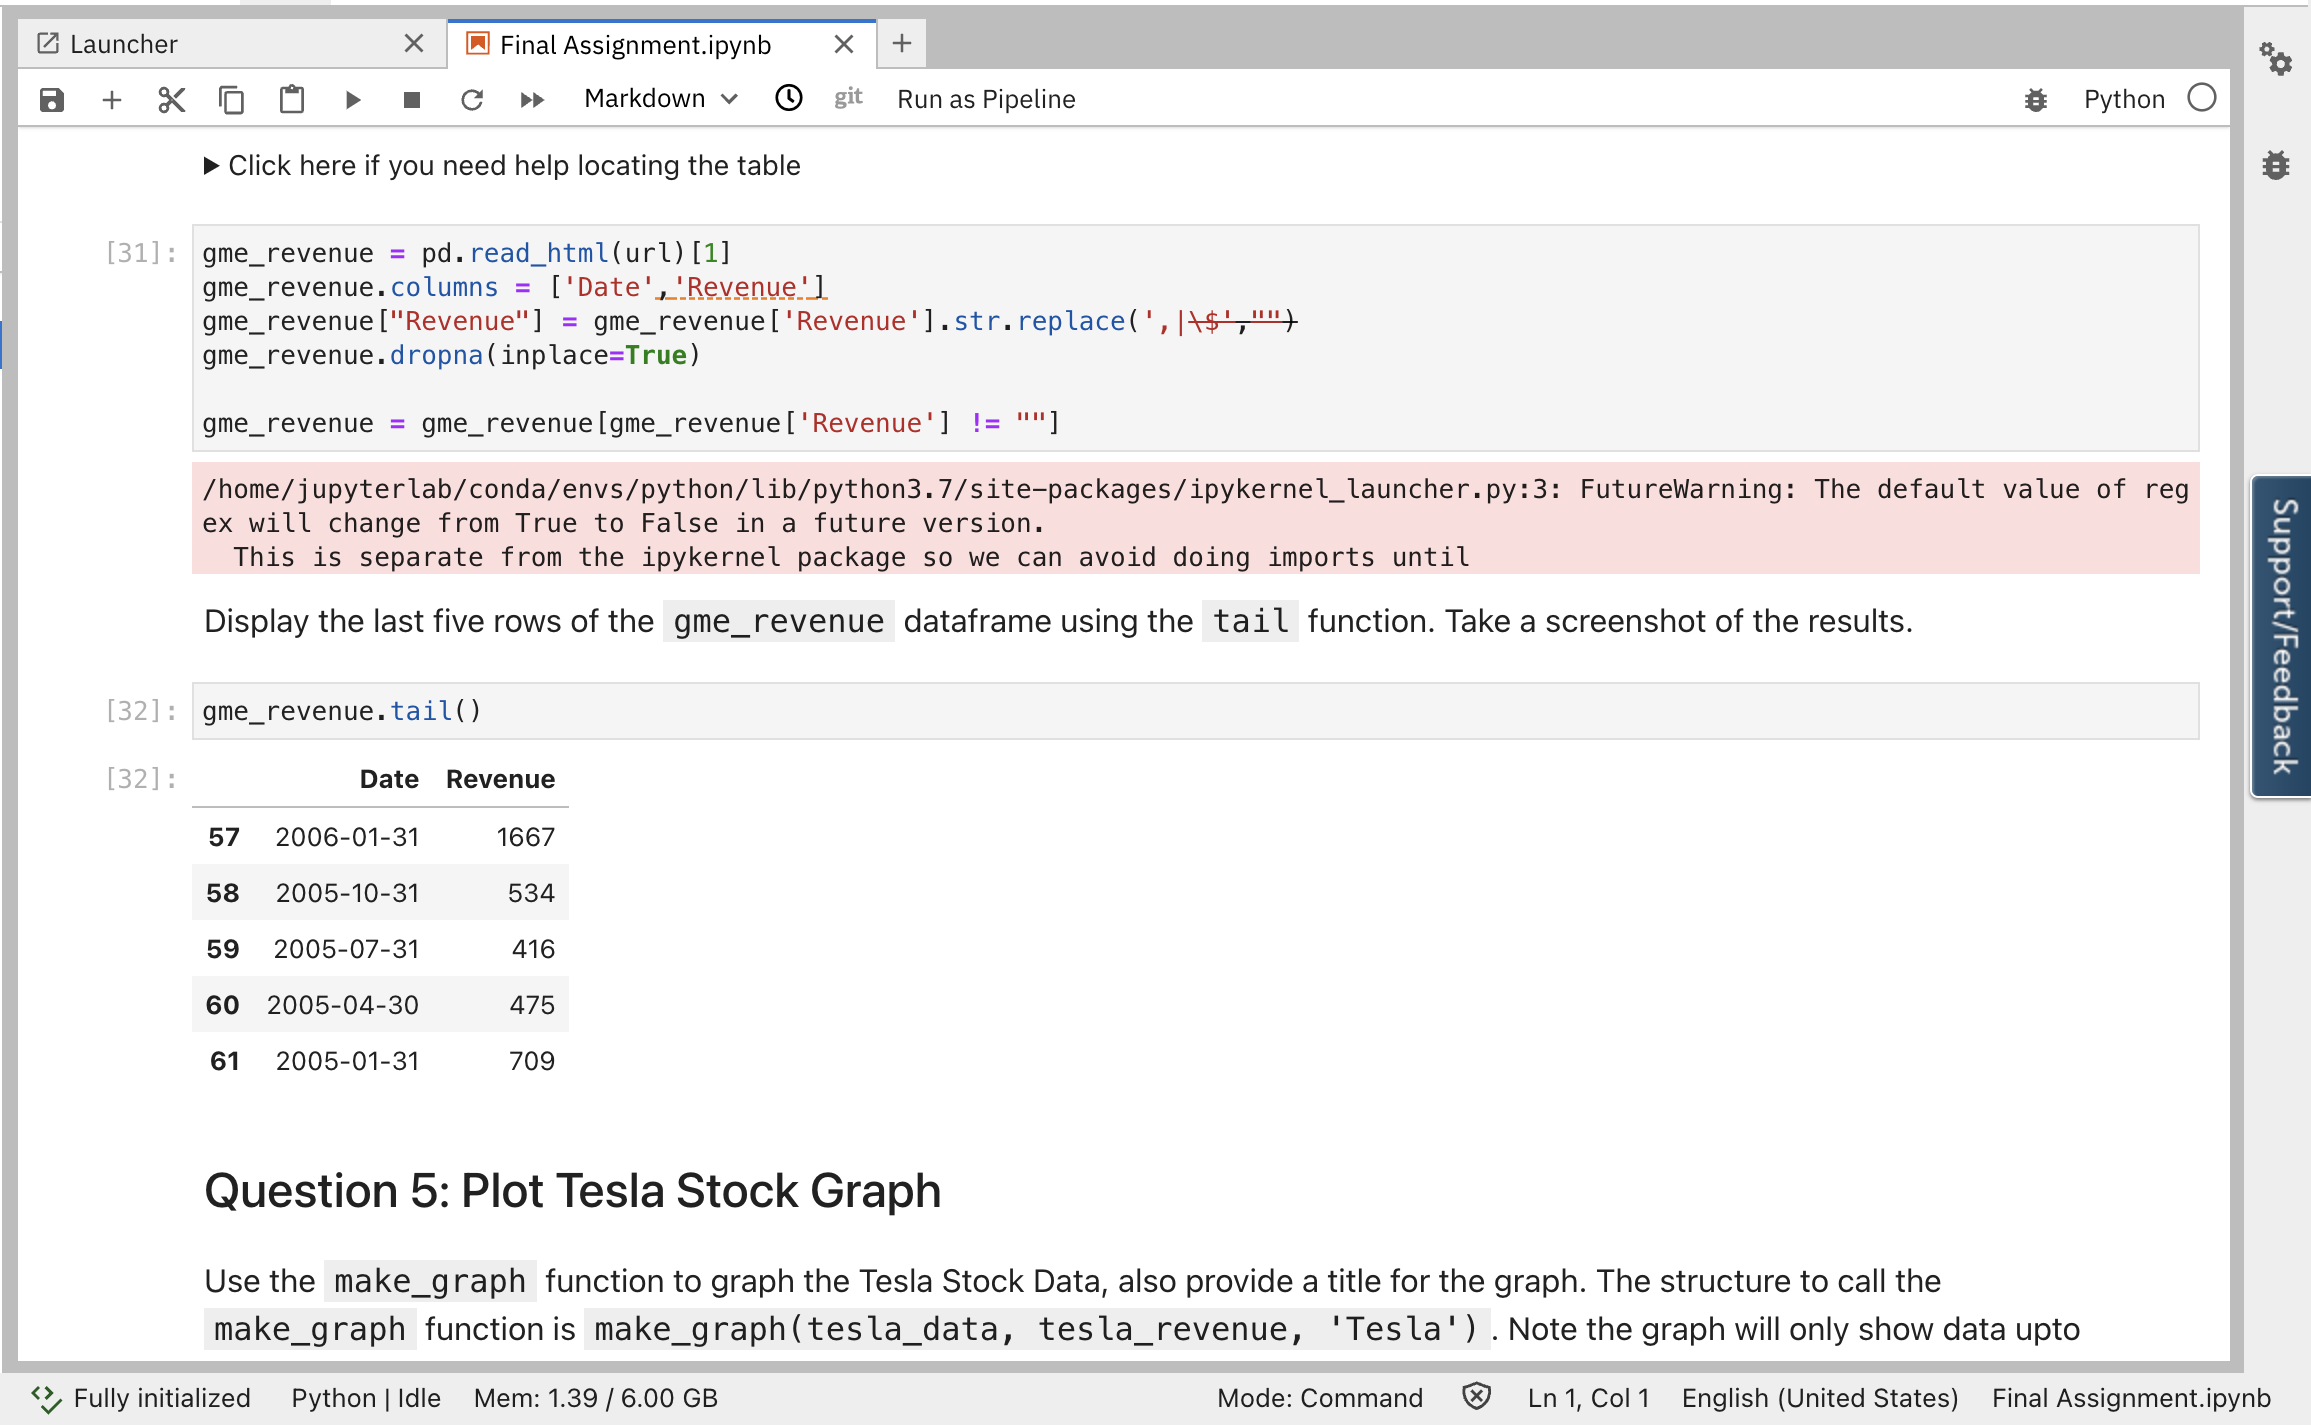 Launcher
Final Assignment.ipynb
Markdown
git
Run as Pipeline
Python
Click here if you need help locating the table
[31]:
gme_revenue = pd.read_html(url)[1]
gme_revenue.columns = ['Date','Revenue']
gme_revenue["Revenue"] = gme_revenue['Revenue'].str.replace(',|\$',"")
gme_revenue.dropna(inplace=True)
gme_revenue = gme_revenue[gme_revenue['Revenue'] != ""]
/home/jupyterlab/conda/envs/python/lib/python3.7/site-packages/ipykernel_launcher.py:3: FutureWarning: The default value of reg
ex will change from True to False in a future version.
This is separate from the ipykernel package so we can avoid doing imports until
Display the last five rows of the gme_revenue dataframe using the tail function. Take a screenshot of the results.
[32]:
gme_revenue.tail()
[32]:
Date Revenue
57 2006-01-31 1667
58 2005-10-31 534
59 2005-07-31 416
60 2005-04-30 475
61 2005-01-31 709
Question 5: Plot Tesla Stock Graph
Use the make_graph function to graph the Tesla Stock Data, also provide a title for the graph. The structure to call the
make_graph function is make_graph(tesla_data, tesla_revenue, 'Tesla'). Note the graph will only show data upto
Support/Feedback
Fully initialized
Python | Idle
Mem: 1.39 / 6.00 GB
Mode: Command
Ln 1, Col 1
English (United States)
Final Assignment.ipynb